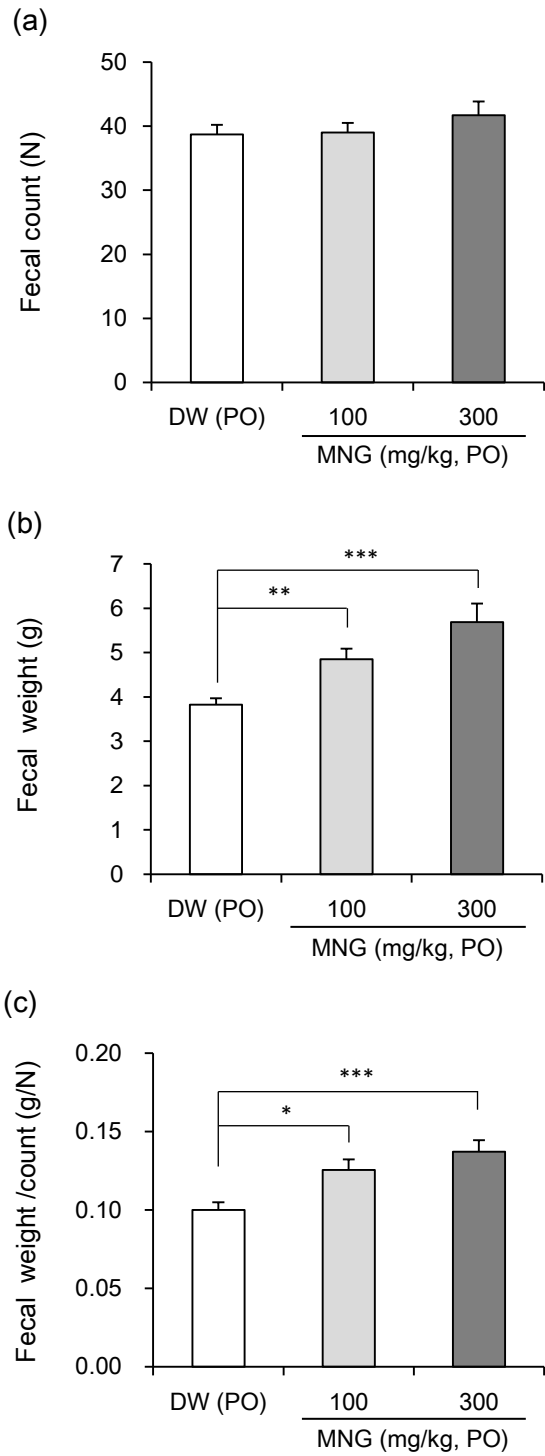 (a)
50
40
30
20
10
0
Fecal count (N)
DW (PO) 100 300
MNG (mg/kg, PO)
(b)
7
6
5
4
3
2
1
0
Fecal weight (g)
***
**
DW (PO) 100 300
MNG (mg/kg, PO)
(c)
0.20
0.15
0.10
0.05
0.00
Fecal weight /count (g/N)
***
*
DW (PO) 100 300
MNG (mg/kg, PO)